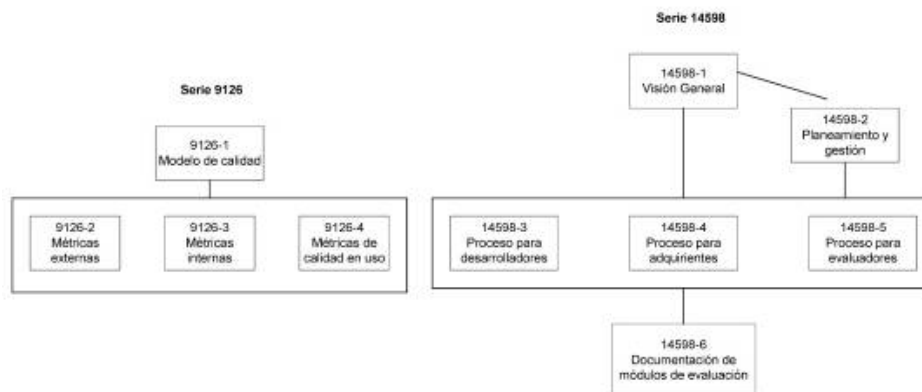 Serie 14598
14598-1
Visión General
Serie 9126
14598-2
Planeamiento y
gestión
9126-1
Modelo de calidad
9126-2
Métricas
externas
9126-3
Métricas
internas
9126-4
Métricas de
calidad en uso
14598-3
Proceso para
desarrolladores
14598-4
Proceso para
adquirientes
14598-5
Proceso para
evaluadores
14598-6
Documentación de
módulos de evaluación